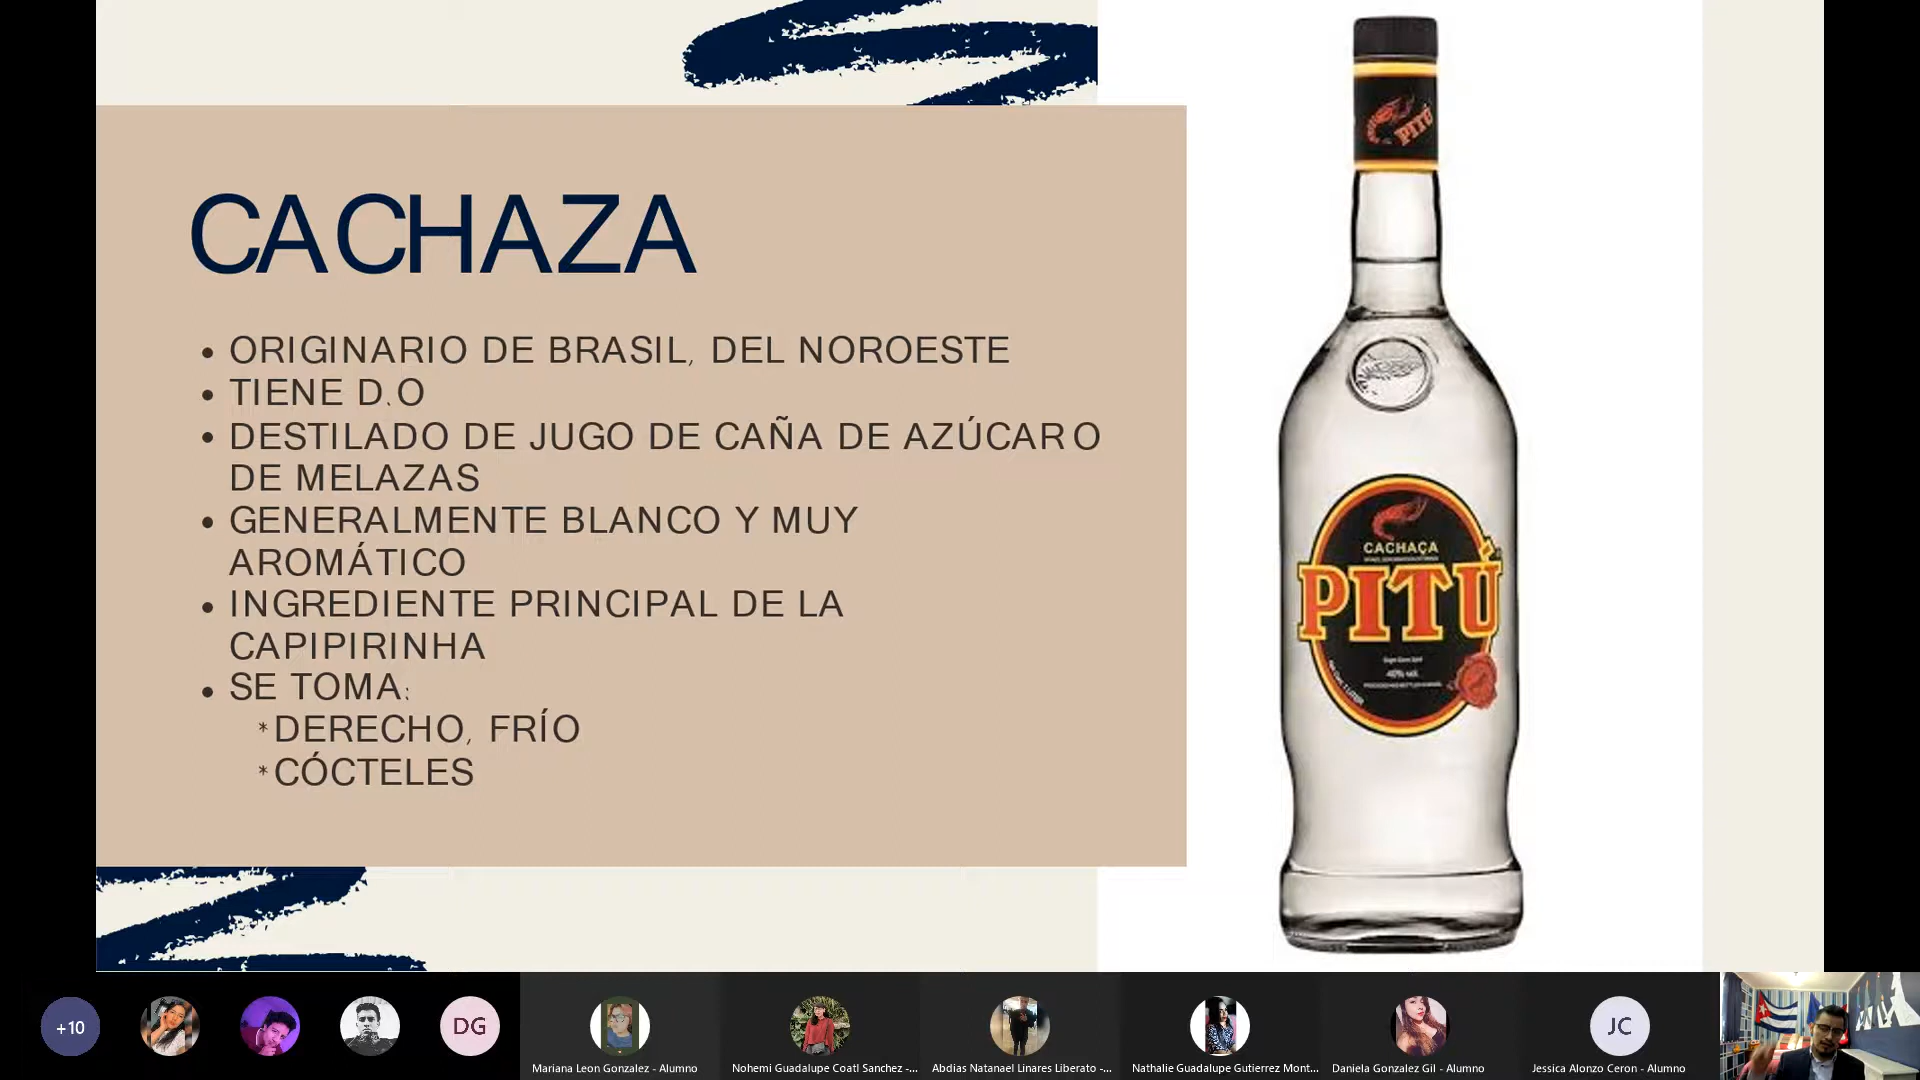 CACHAZA
• ORIGINARIO DE BRASIL, DEL NOROESTE
• TIENE D.O
• DESTILADO DE JUGO DE CAÑA DE AZÚCAR O
DE MELAZAS
• GENERALMENTE BLANCO Y MUY
AROMÁTICO
• INGREDIENTE PRINCIPAL DE LA
CAPIPIRINHA
• SE TOMA:
*DERECHO, FRÍO
*CÓCTELES
PITÚ
CACHAÇA
PITÚ
+10
DG
JC
Mariana Leon Gonzalez - Alumno
Nohemi Guadalupe Coatl Sanchez -...
Abdias Natanael Linares Liberato -...
Nathalie Guadalupe Gutierrez Mont...
Daniela Gonzalez Gil - Alumno
Jessica Alonzo Ceron - Alumno